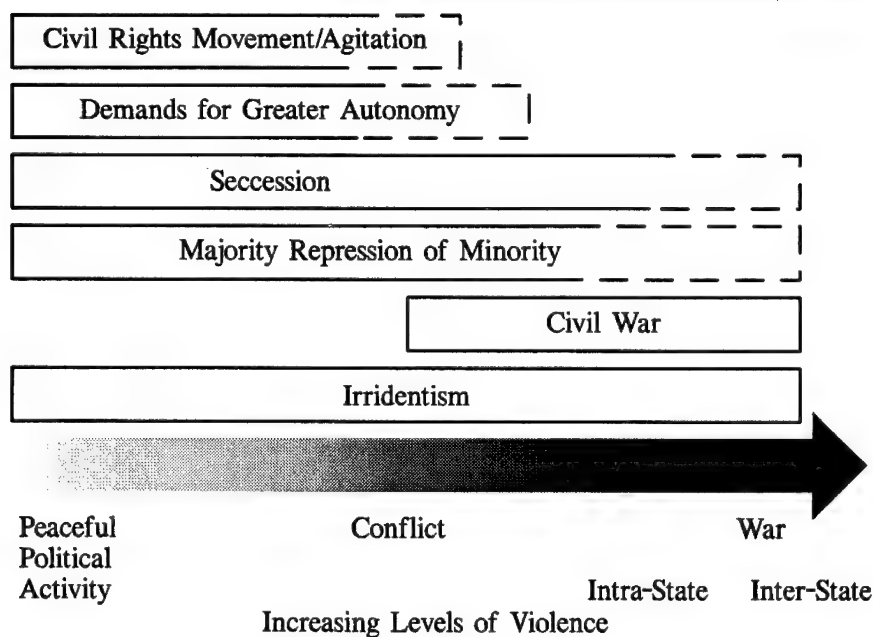 Civil Rights Movement/Agitation
Demands for Greater Autonomy
Seccession
Majority Repression of Minority
Civil War
Irridentism
Peaceful
Political
Activity
Conflict
War
Intra-State
Inter-State
Increasing Levels of Violence